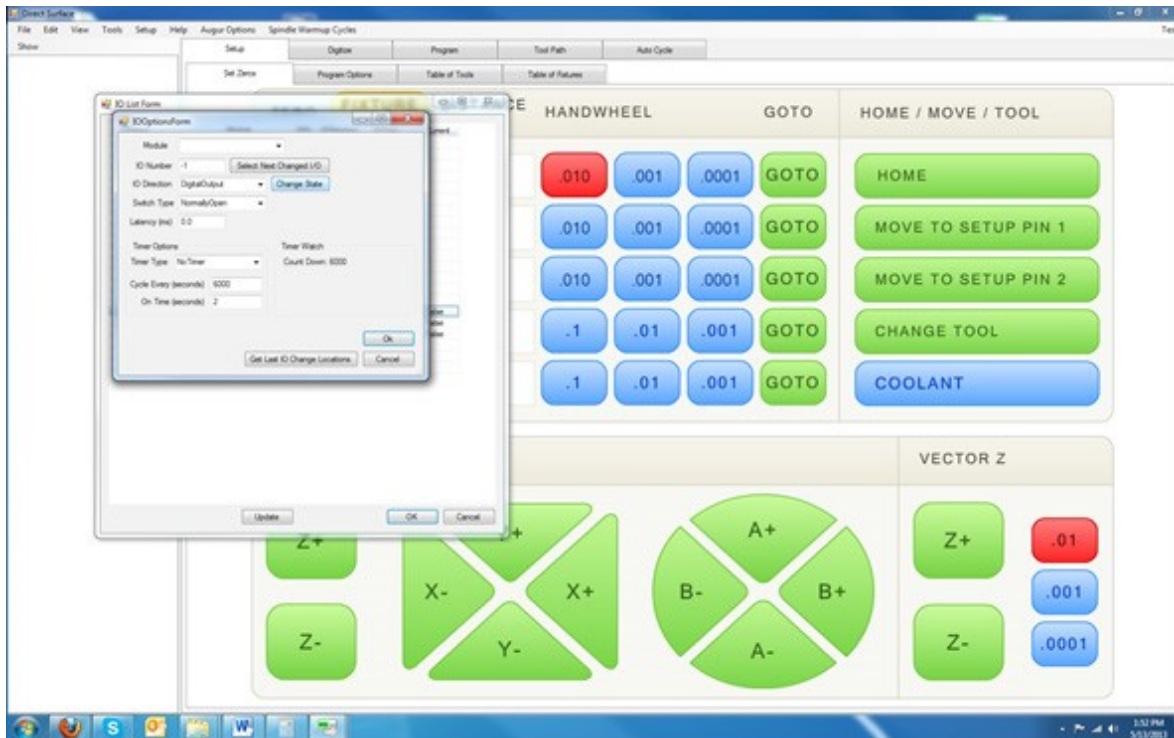 Direct Surface
File Edit View Tools Setup Help Augur Options Spindle Warmup Cycles
Show
Setup Digitize Program Tool Path Auto Cycle
Set Zeros Program Options Table of Tools Table of Fixtures
IO List Form
IOOptionsForm
Module
IO Number -1 Select Next Changed I/O
IO Direction DigitalOutput Change State
Switch Type NormallyOpen
Latency (ms) 0.0
Timer Options Timer Watch
Timer Type NoTimer Count Down: 6000
Cycle Every (seconds) 6000
On Time (seconds) 2
Ok
Get Last IO Change Locations Cancel
Update OK Cancel
HANDWHEEL GOTO HOME / MOVE / TOOL
.010 .001 .0001 GOTO HOME
.010 .001 .0001 GOTO MOVE TO SETUP PIN 1
.010 .001 .0001 GOTO MOVE TO SETUP PIN 2
.1 .01 .001 GOTO CHANGE TOOL
.1 .01 .001 GOTO COOLANT
VECTOR Z
Z+ A+ Z+ .01
X- X+ B- B+ .001
Z- Y- A- Z- .0001
1:52 PM
5/13/2013